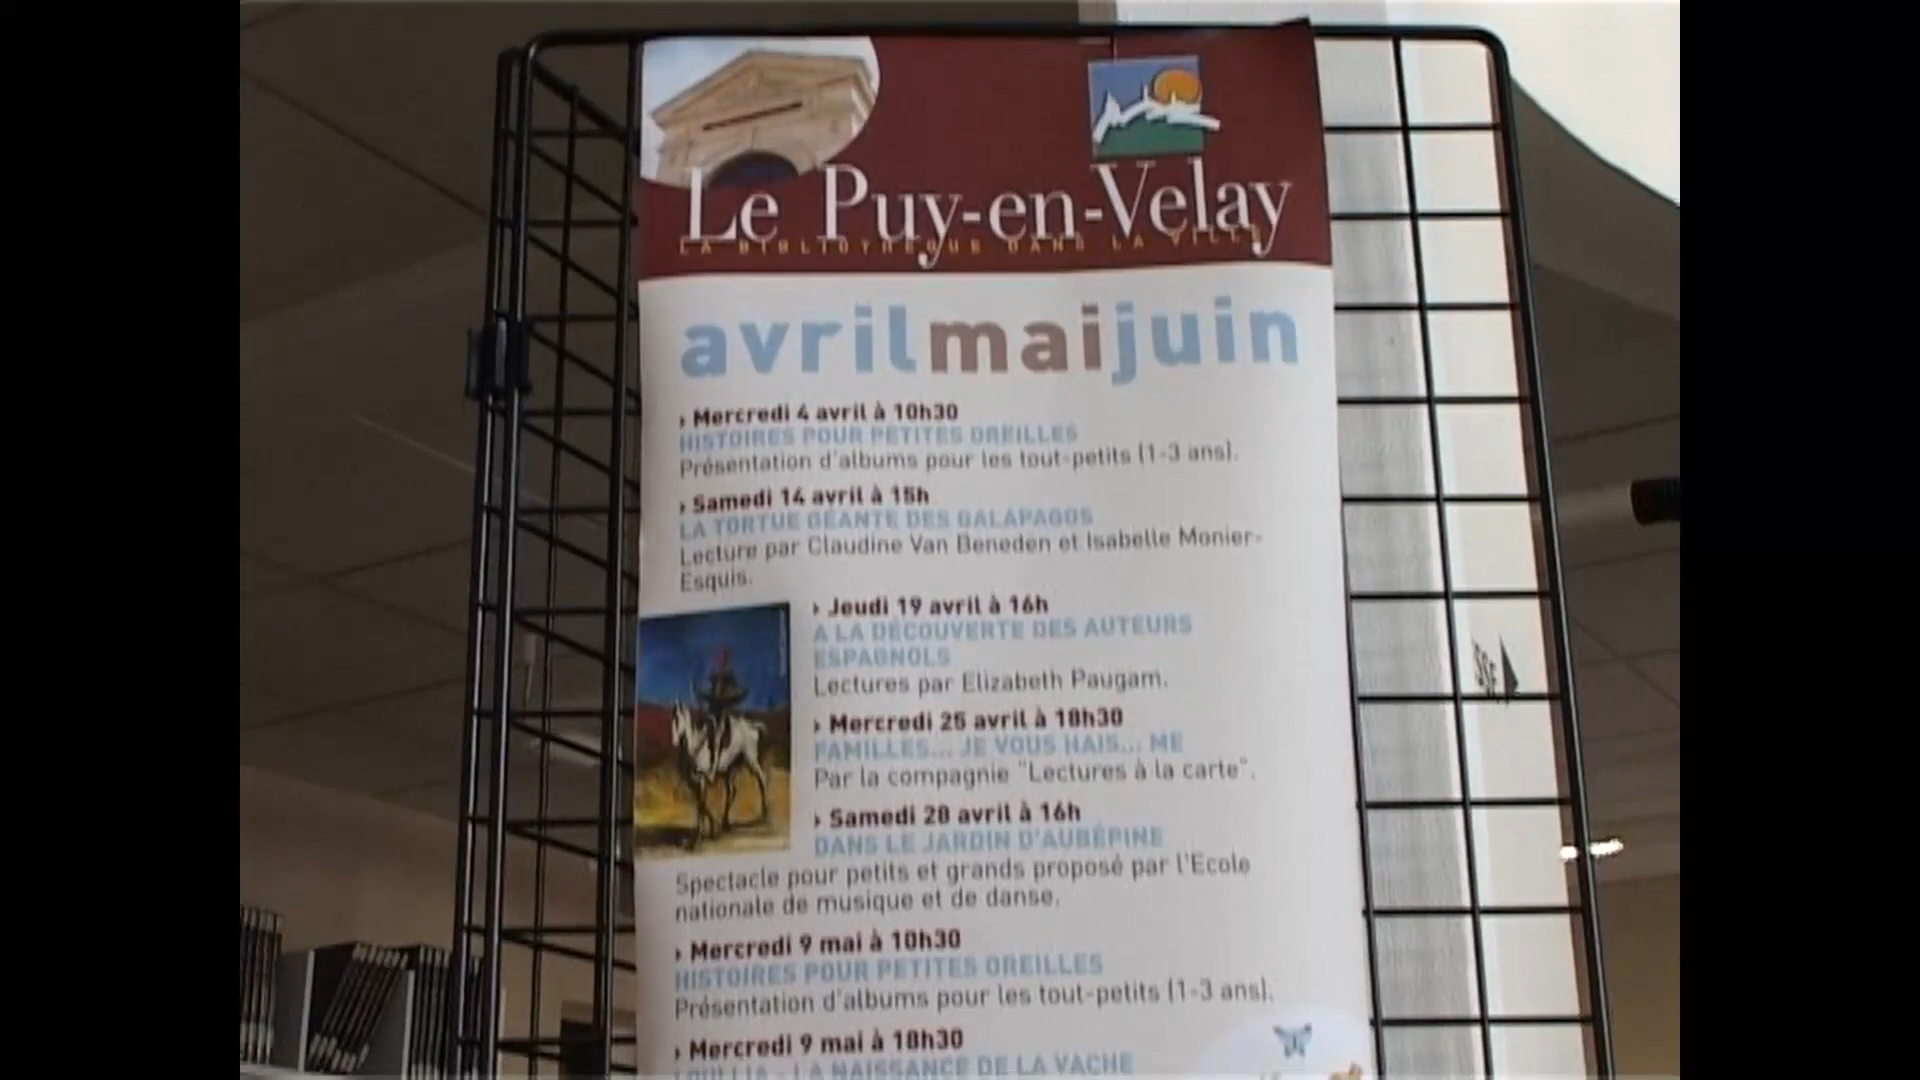 Le Puy-en-Velay
LA BIBLIOTHEQUE DANS LA VILLE
avrilmaijuin
› Mercredi 4 avril à 10h30
HISTOIRES POUR PETITES OREILLES
Présentation d'albums pour les tout-petits (1-3 ans).
› Samedi 14 avril à 15h
LA TORTUE GÉANTE DES GALAPAGOS
Lecture par Claudine Van Beneden et Isabelle Monier-
Esquis.
› Jeudi 19 avril à 16h
A LA DÉCOUVERTE DES AUTEURS
ESPAGNOLS
Lectures par Elizabeth Paugam.
› Mercredi 25 avril à 18h30
FAMILLES... JE VOUS HAIS... ME
Par la compagnie "Lectures à la carte".
› Samedi 28 avril à 16h
DANS LE JARDIN D'AUBÉPINE
Spectacle pour petits et grands proposé par l'Ecole
nationale de musique et de danse.
› Mercredi 9 mai à 10h30
HISTOIRES POUR PETITES OREILLES
Présentation d'albums pour les tout-petits (1-3 ans).
› Mercredi 9 mai à 18h30
- LA NAISSANCE DE LA VACHE